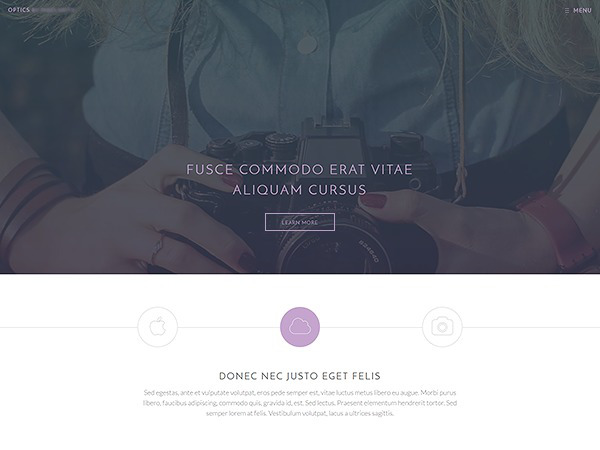 OPTICS
MENU
FUSCE COMMODO ERAT VITAE
ALIQUAM CURSUS
LEARN MORE
DONEC NEC JUSTO EGET FELIS
Sed egestas, ante et vulputate volutpat, eros pede semper est, vitae luctus metus libero eu augue. Morbi purus
libero, faucibus adipiscing, commodo quis, gravida id, est. Sed lectus. Praesent elementum hendrerit tortor. Sed
semper lorem at felis. Vestibulum volutpat, lacus a ultrices sagittis.